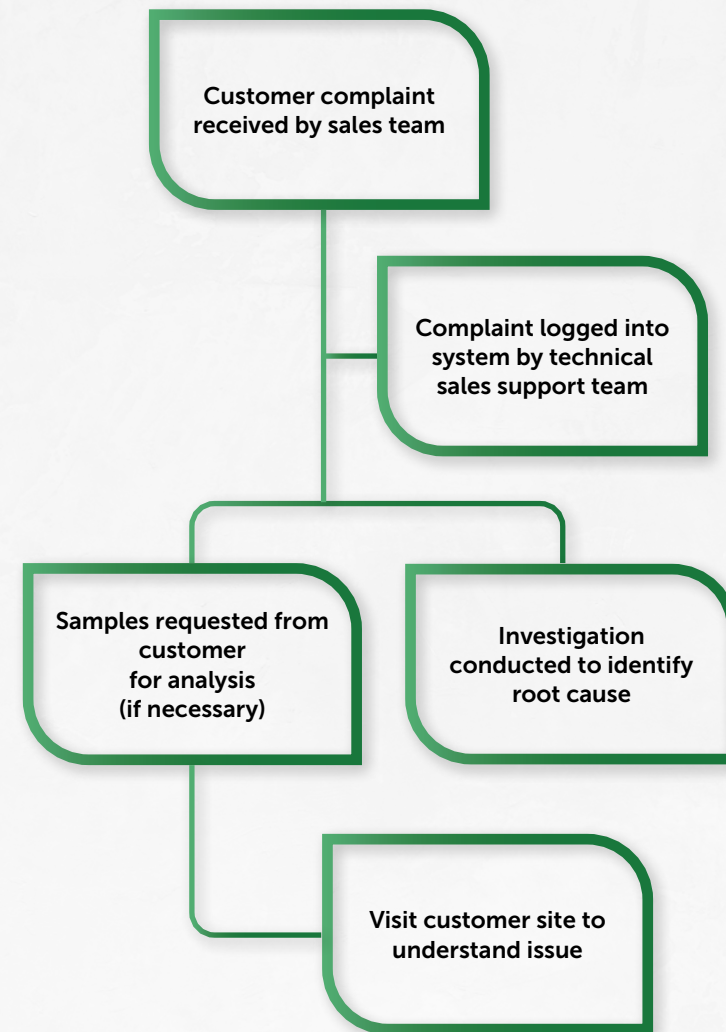 Customer complaint
received by sales team
Complaint logged into
system by technical
sales support team
Samples requested from
customer
for analysis
(if necessary)
Investigation
conducted to identify
root cause
Visit customer site to
understand issue